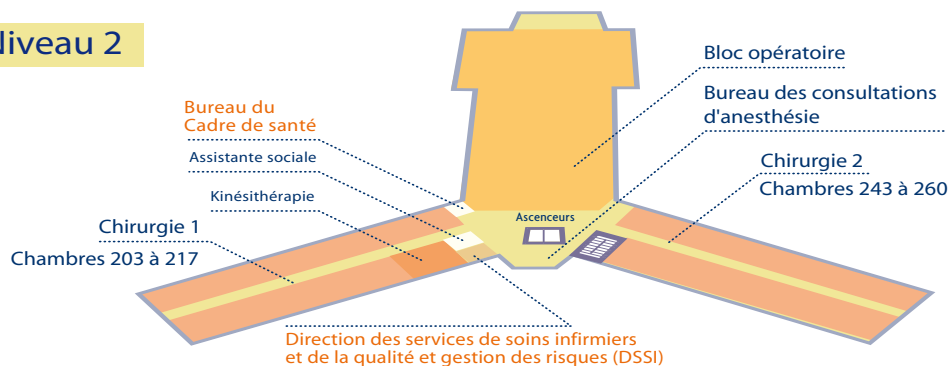 Niveau 2
Bloc opératoire
Bureau des consultations
d'anesthésie
Chirurgie 2
Chambres 243 à 260
Bureau du
Cadre de santé
Assistante sociale
Kinésithérapie
Chirurgie 1
Chambres 203 à 217
Ascenceurs
Direction des services de soins infirmiers
et de la qualité et gestion des risques (DSSI)